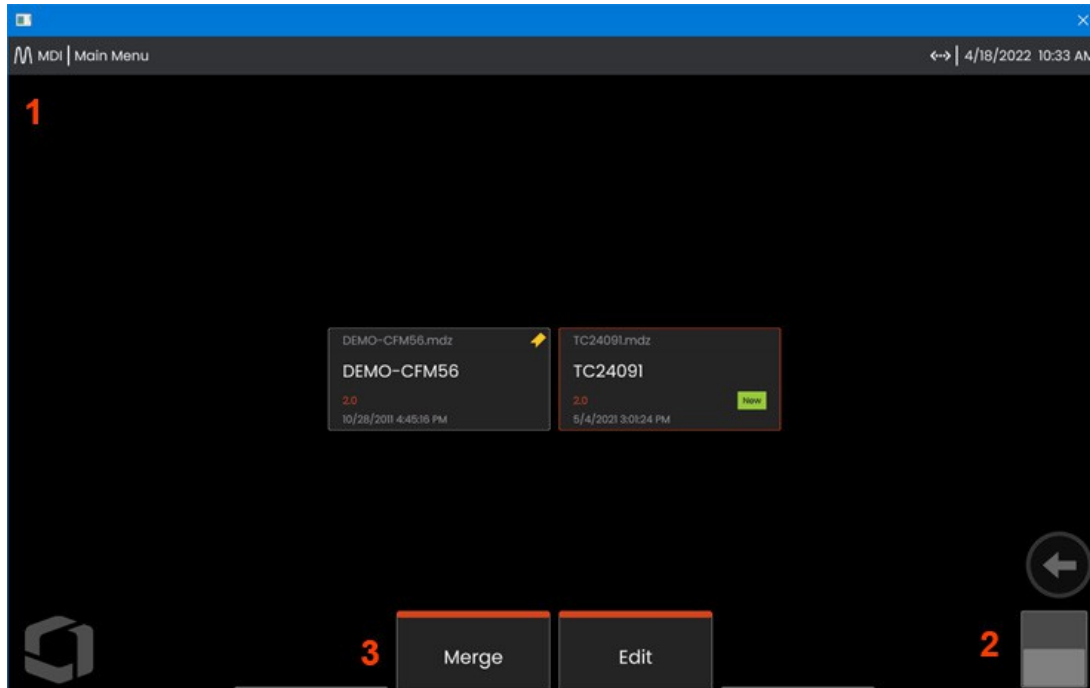 MDI | Main Menu
4/18/2022 10:33 AM
1
DEMO-CFM56.mdz
DEMO-CFM56
2.0
10/28/2011 4:45:16 PM
TC24091.mdz
TC24091
2.0
New
5/4/2021 3:01:24 PM
3
Merge
Edit
2